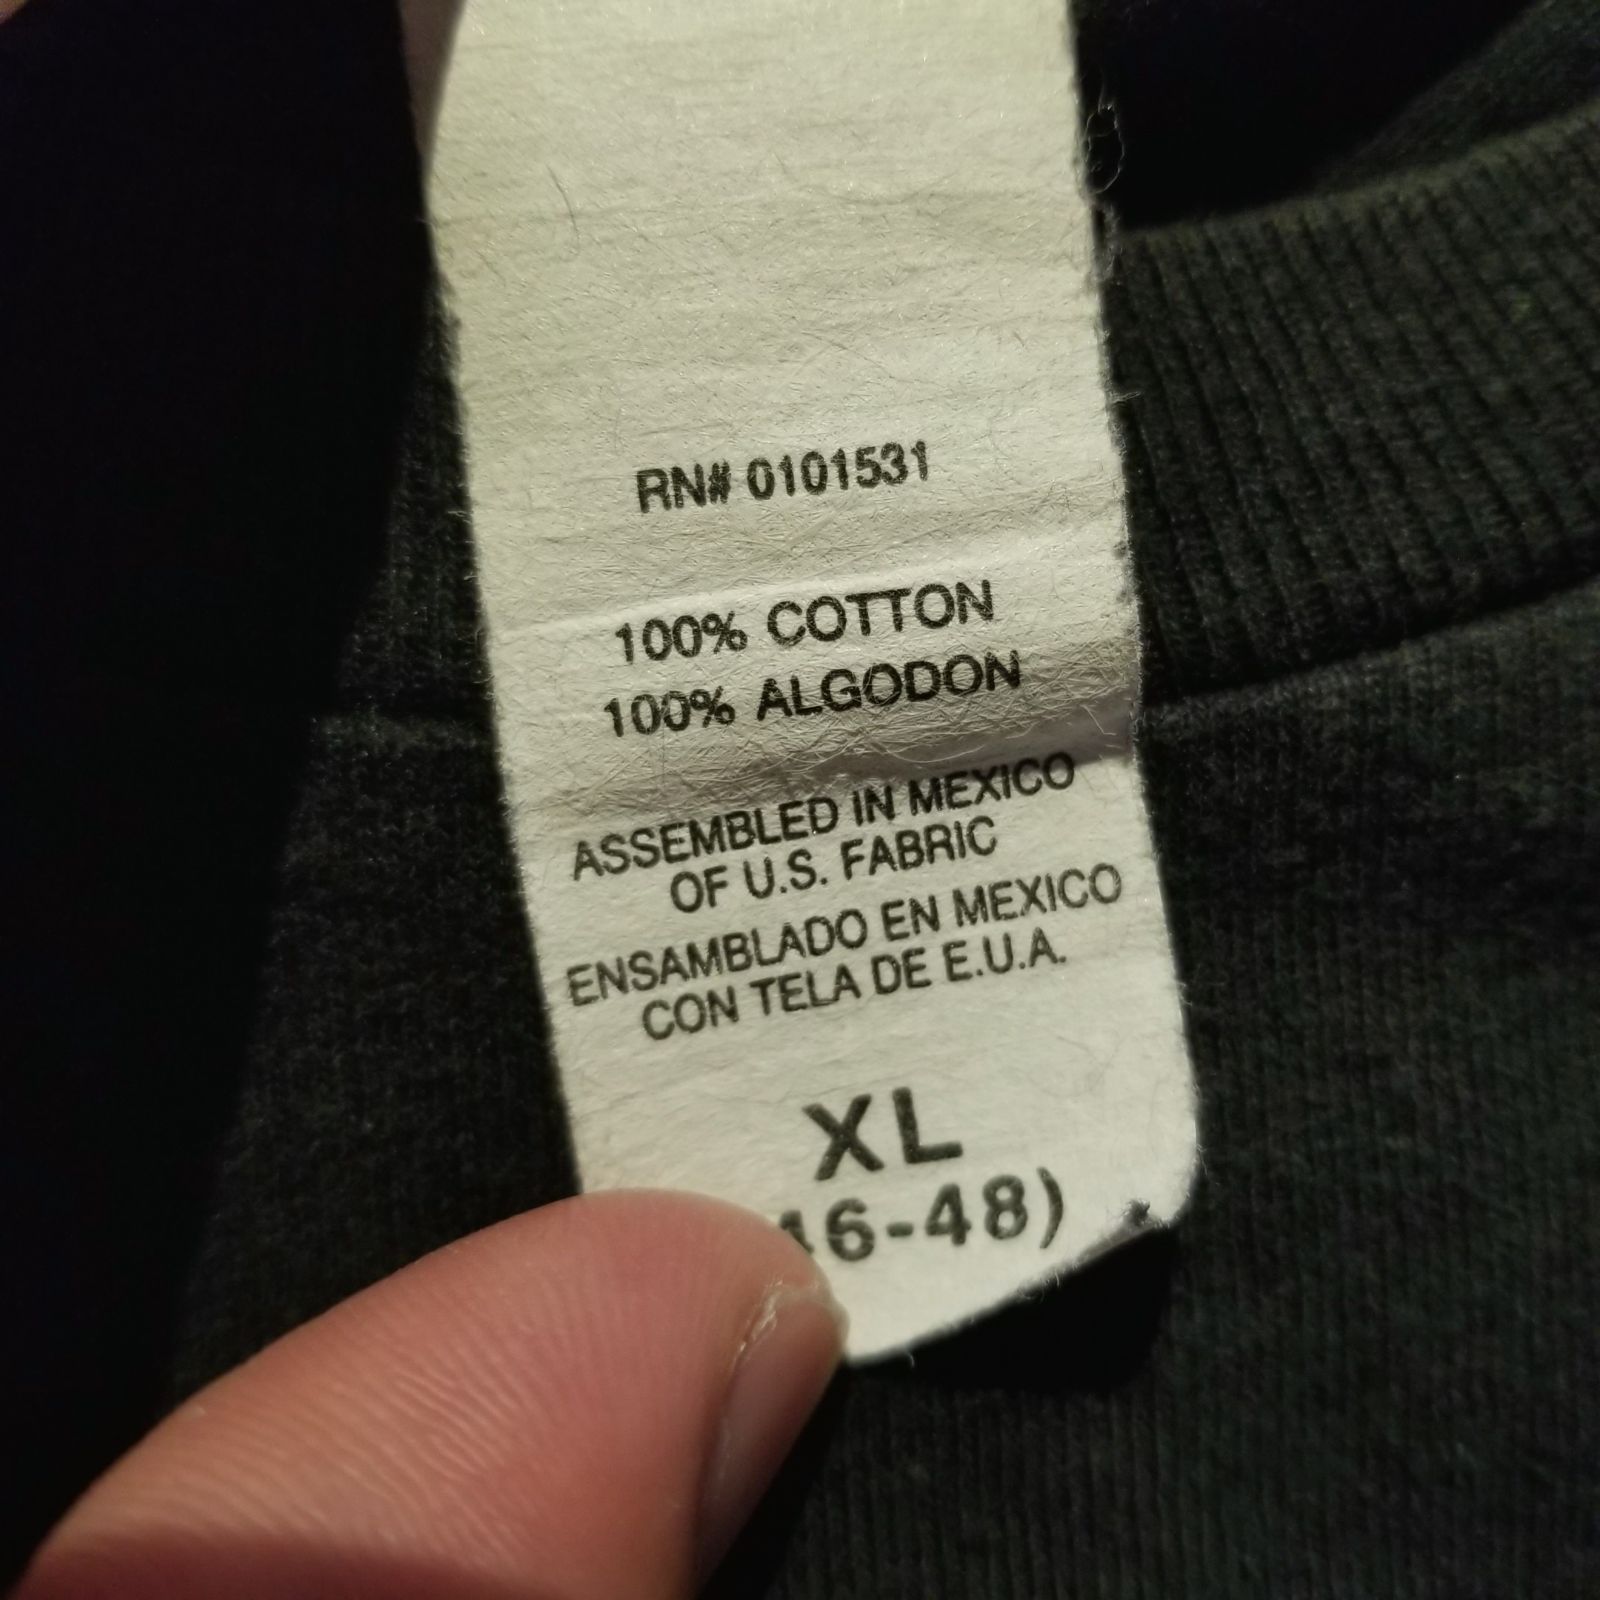 RN# 0101531
100% COTTON
100% ALGODON
ASSEMBLED IN MEXICO
OF U.S. FABRIC
ENSAMBLADO EN MEXICO
CON TELA DE E.U.A.
XL
46-48)